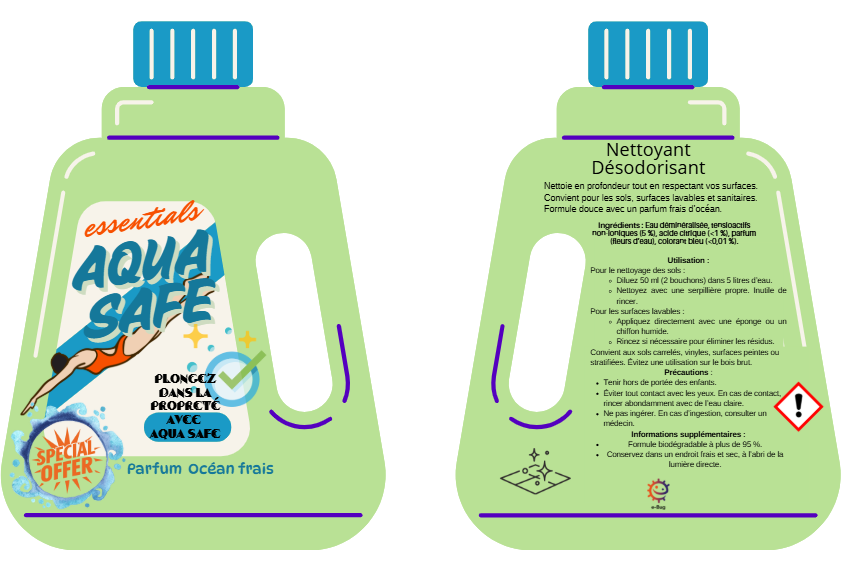 essentials
AQUA
SAFE
PLONGEZ
DANS LA
PROPRETÉ
AVEC
AQUA SAFE
SPECIAL
OFFER
Parfum Océan frais
Nettoyant
Désodorisant
Nettoie en profondeur tout en respectant vos surfaces.
Convient pour les sols, surfaces lavables et sanitaires.
Formule douce avec un parfum frais d'océan.
Ingrédients : Eau déminéralisée, tensioactifs
non-ioniques (5 %), acide citrique (<1 %), parfum
(fleurs d'eau), colorant bleu (<0,01 %).
Utilisation :
Pour le nettoyage des sols :
Diluez 50 ml (2 bouchons) dans 5 litres d'eau.
Nettoyez avec une serpillière propre. Inutile de
rincer.
Pour les surfaces lavables :
Appliquez directement avec une éponge ou un
chiffon humide.
Rincez si nécessaire pour éliminer les résidus.
Convient aux sols carrelés, vinyles, surfaces peintes ou
stratifiées. Évitez une utilisation sur le bois brut.
Précautions :
Tenir hors de portée des enfants.
Éviter tout contact avec les yeux. En cas de contact,
rincer abondamment avec de l'eau claire.
Ne pas ingérer. En cas d'ingestion, consulter un
médecin.
Informations supplémentaires :
Formule biodégradable à plus de 95 %.
Conservez dans un endroit frais et sec, à l'abri de la
lumière directe.
e-Bug